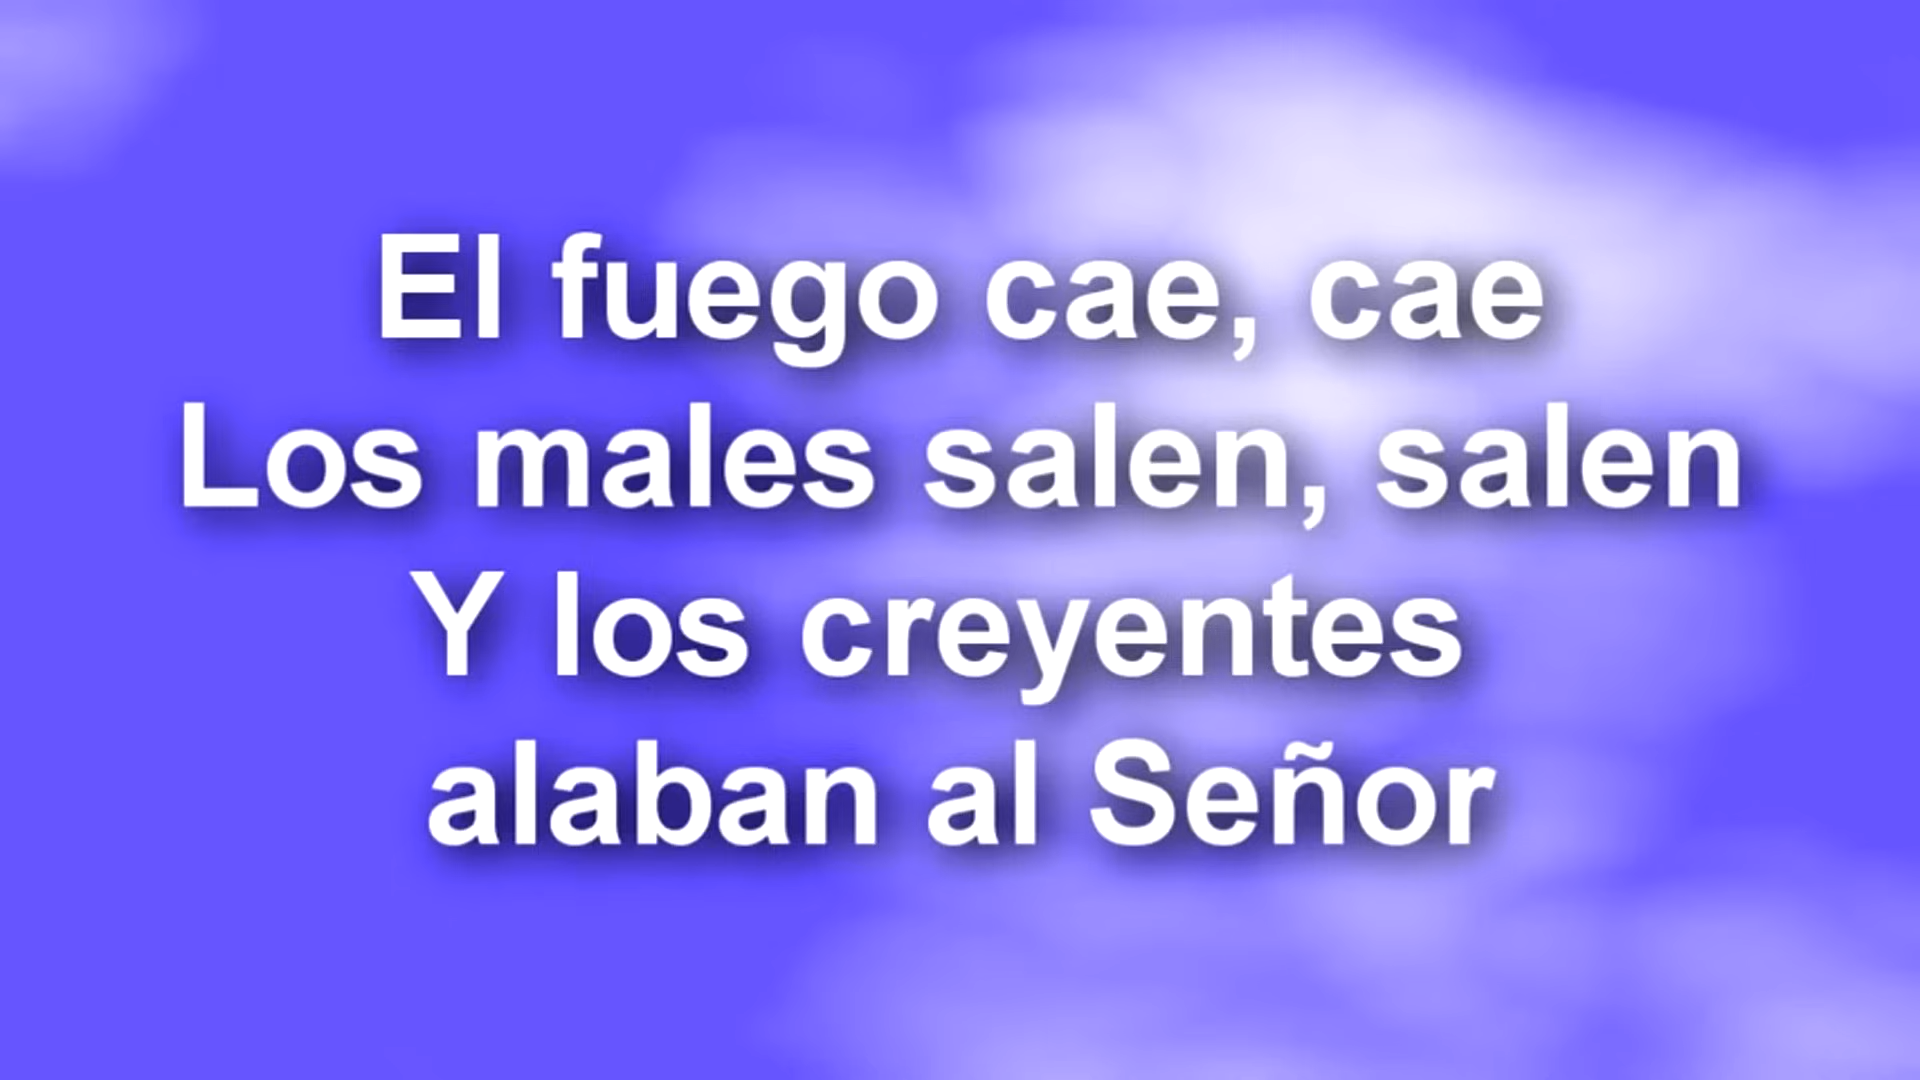 El fuego cae, cae
Los males salen, salen
Y los creyentes
alaban al Señor